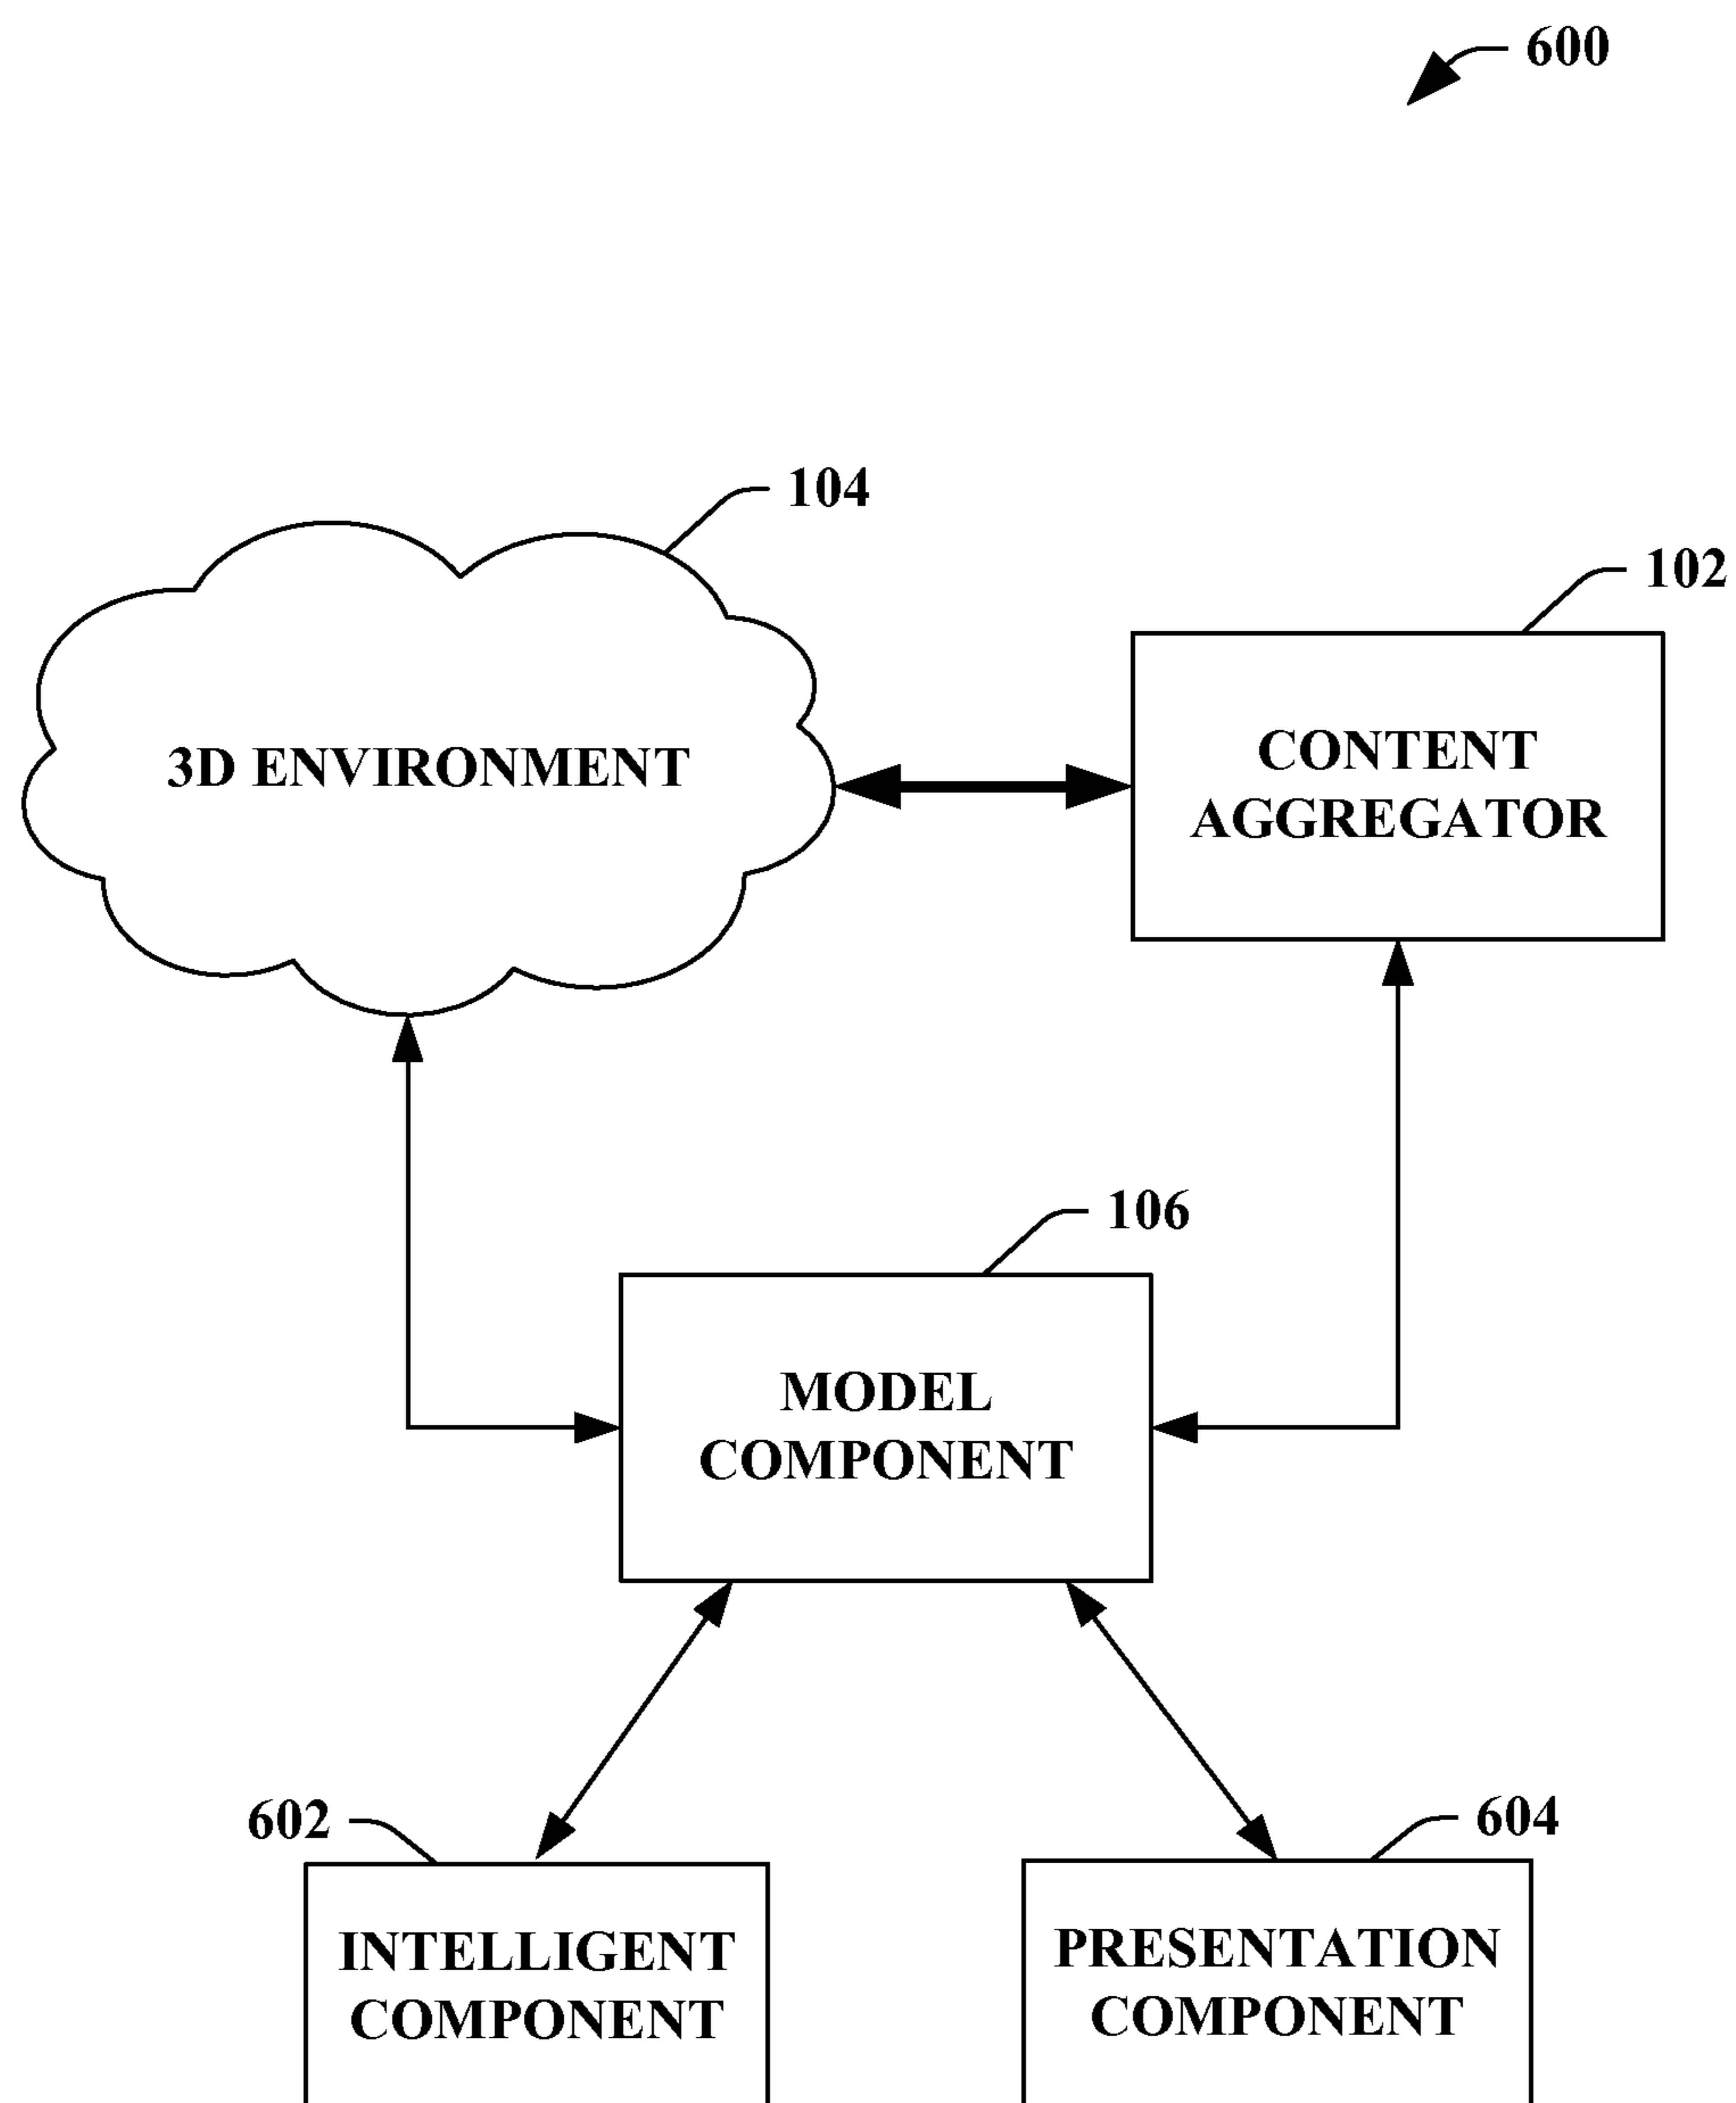 600
104
102
3D ENVIRONMENT
CONTENT
AGGREGATOR
106
MODEL
COMPONENT
602
604
INTELLIGENT
COMPONENT
PRESENTATION
COMPONENT